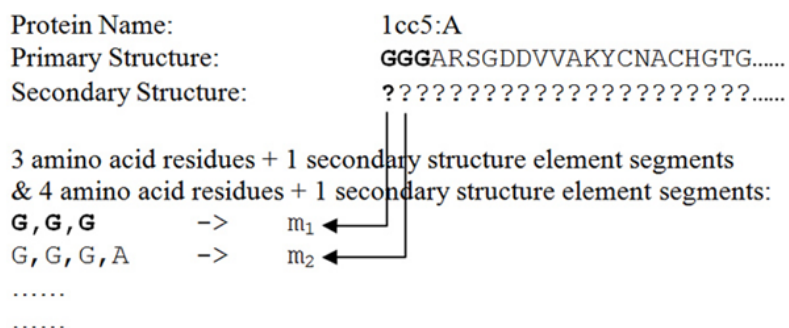 Protein Name: 1cc5:A
Primary Structure: GGGARSGDDVVAKYCNACHGTG......
Secondary Structure: ??????????????????????......
3 amino acid residues + 1 secondary structure element segments
& 4 amino acid residues + 1 secondary structure element segments:
G,G,G -> m₁
G,G,G,A -> m₂
......
......